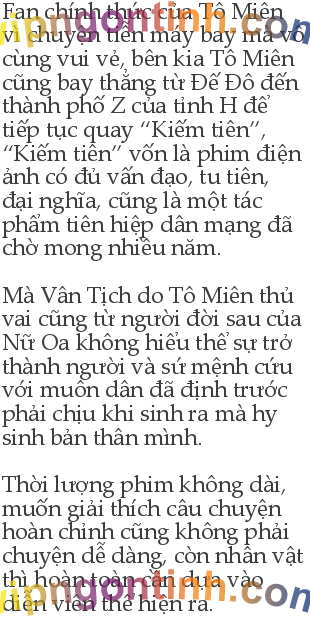 Fan chính thức của Tô Miên
vì chuyện tiễn máy bay mà vô
cùng vui vẻ, bên kia Tô Miên
cũng bay thẳng từ Đế Đô đến
thành phố Z của tinh H để
tiếp tục quay “Kiếm tiên”,
“Kiếm tiên” vốn là phim điện
ảnh có đủ vấn đạo, tu tiên,
đại nghĩa, cũng là một tác
phẩm tiên hiệp dân mạng đã
chờ mong nhiều năm.
Mà Vân Tịch do Tô Miên thủ
vai cũng từ người đời sau của
Nữ Oa không hiểu thế sự trở
thành người và sứ mệnh cứu
vớt muôn dân đã định trước
phải chịu khi sinh ra mà hy
sinh bản thân mình.
Thời lượng phim không dài,
muốn giải thích câu chuyện
hoàn chỉnh cũng không phải
chuyện dễ dàng, còn nhân vật
thì hoàn toàn cần dựa vào
diễn viên thể hiện ra.
vipngontinh.com
vipngontinh.com